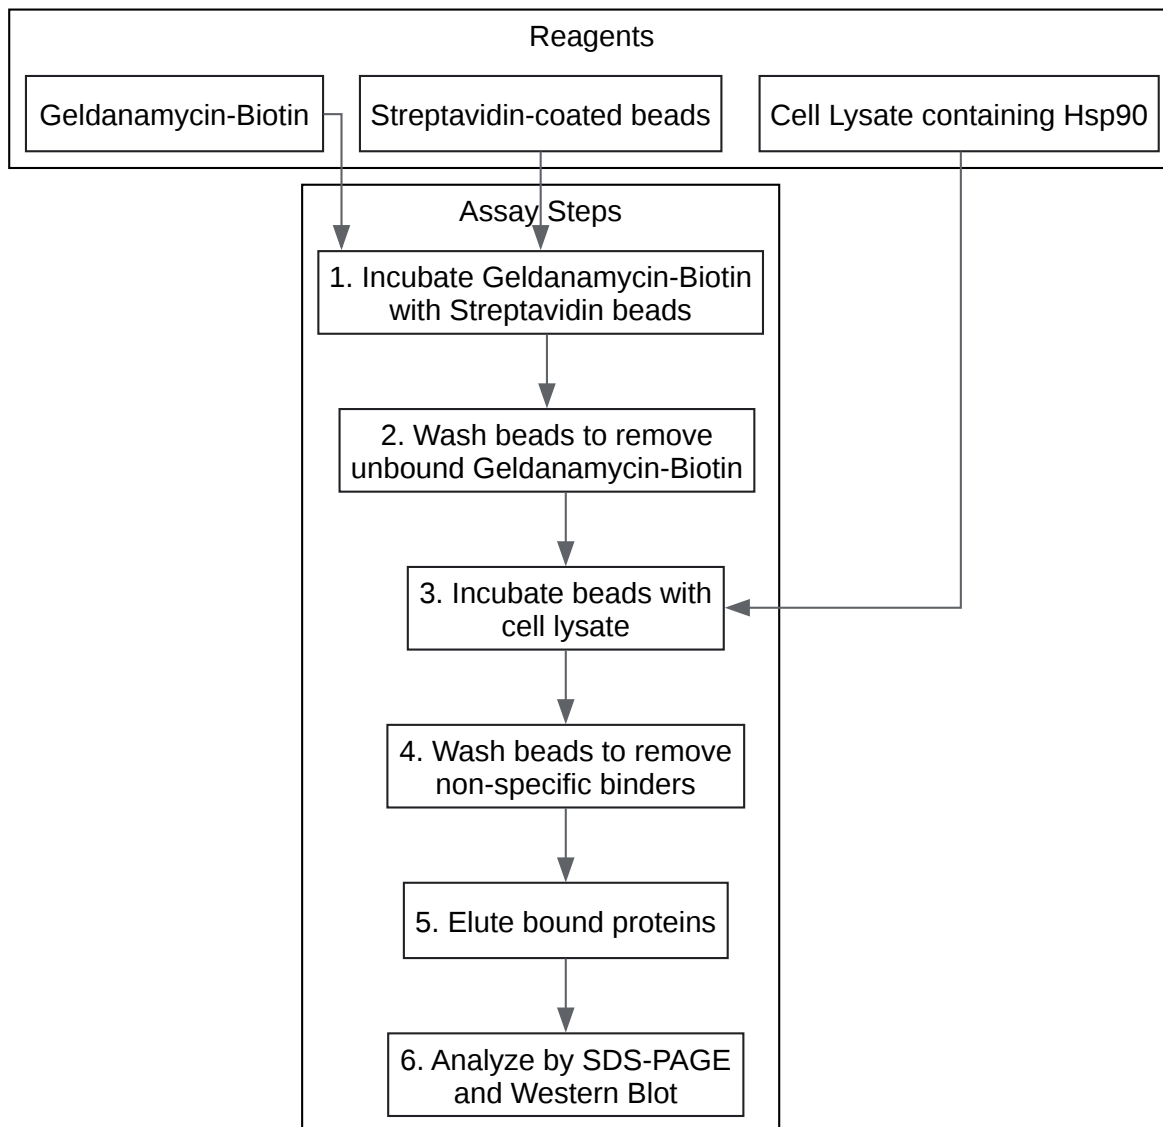 Reagents
Geldanamycin-Biotin
Streptavidin-coated beads
Cell Lysate containing Hsp90
Assay Steps
1. Incubate Geldanamycin-Biotin
with Streptavidin beads
2. Wash beads to remove
unbound Geldanamycin-Biotin
3. Incubate beads with
cell lysate
4. Wash beads to remove
non-specific binders
5. Elute bound proteins
6. Analyze by SDS-PAGE
and Western Blot